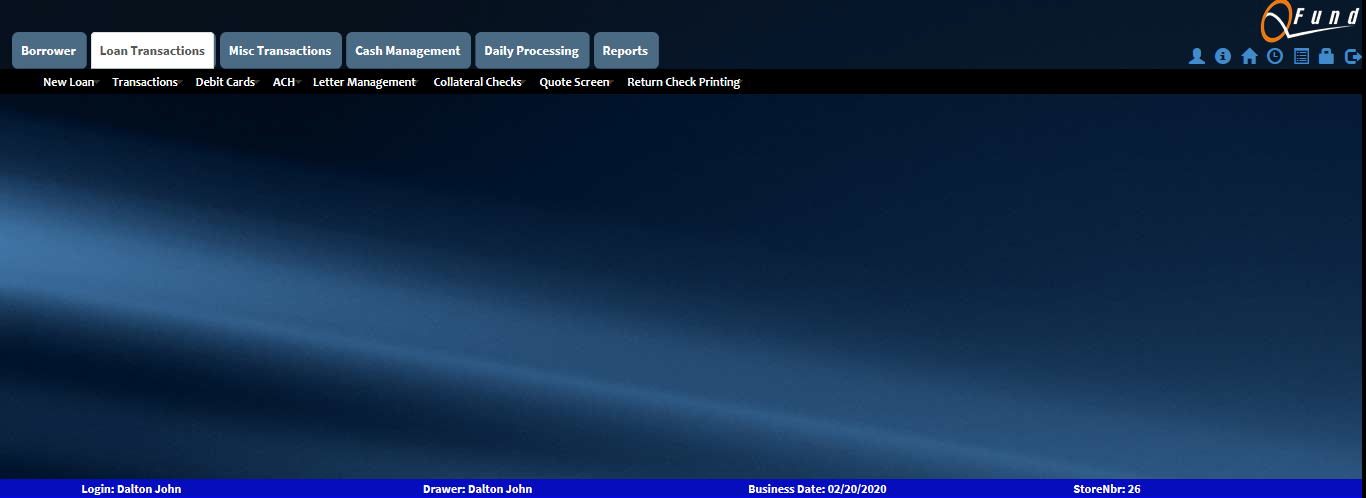 QFund
Borrower Loan Transactions Misc Transactions Cash Management Daily Processing Reports
New Loan Transactions Debit Cards ACH Letter Management Collateral Checks Quote Screen Return Check Printing
Login: Dalton John Drawer: Dalton John Business Date: 02/20/2020 StoreNbr: 26